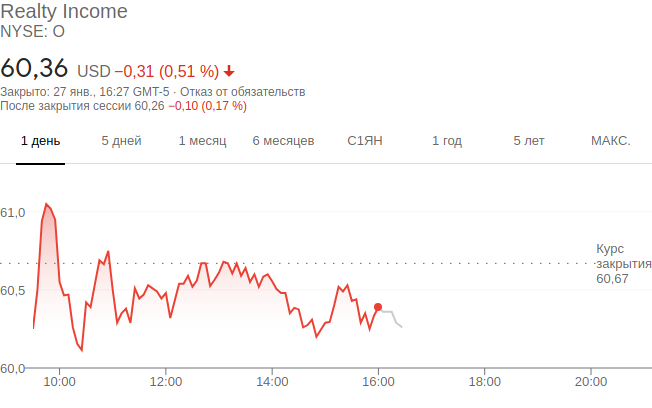 Realty Income
NYSE: O
60,36 USD −0,31 (0,51 %)
Закрыто: 27 янв., 16:27 GMT-5 · Отказ от обязательств
После закрытия сессии 60,26 −0,10 (0,17 %)
1 день 5 дней 1 месяц 6 месяцев С1ЯН 1 год 5 лет МАКС.
61,0
Курс
закрытия
60,67
60,5
60,0
10:00 12:00 14:00 16:00 18:00 20:00